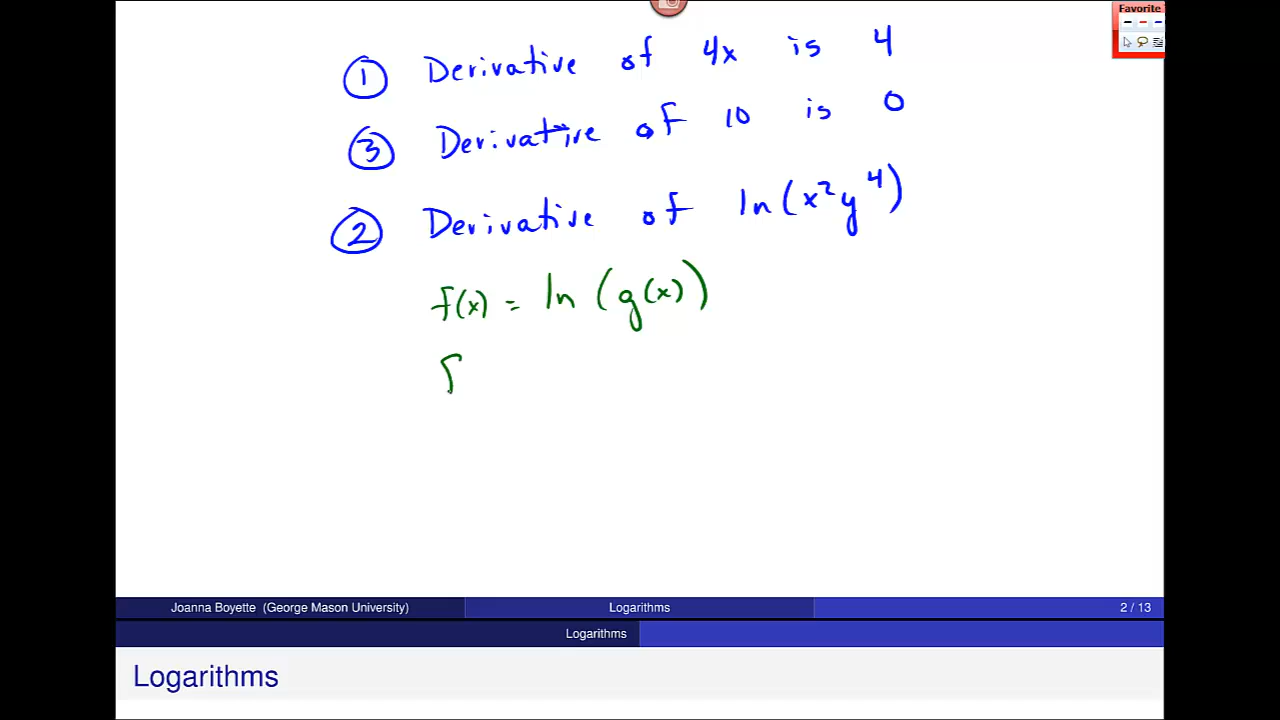 Favorite
① Derivative of 4x is 4
③ Derivative of 10 is 0
② Derivative of ln(x²y⁴)
f(x) = ln(g(x))
Joanna Boyette (George Mason University) Logarithms 2 / 13
Logarithms
Logarithms